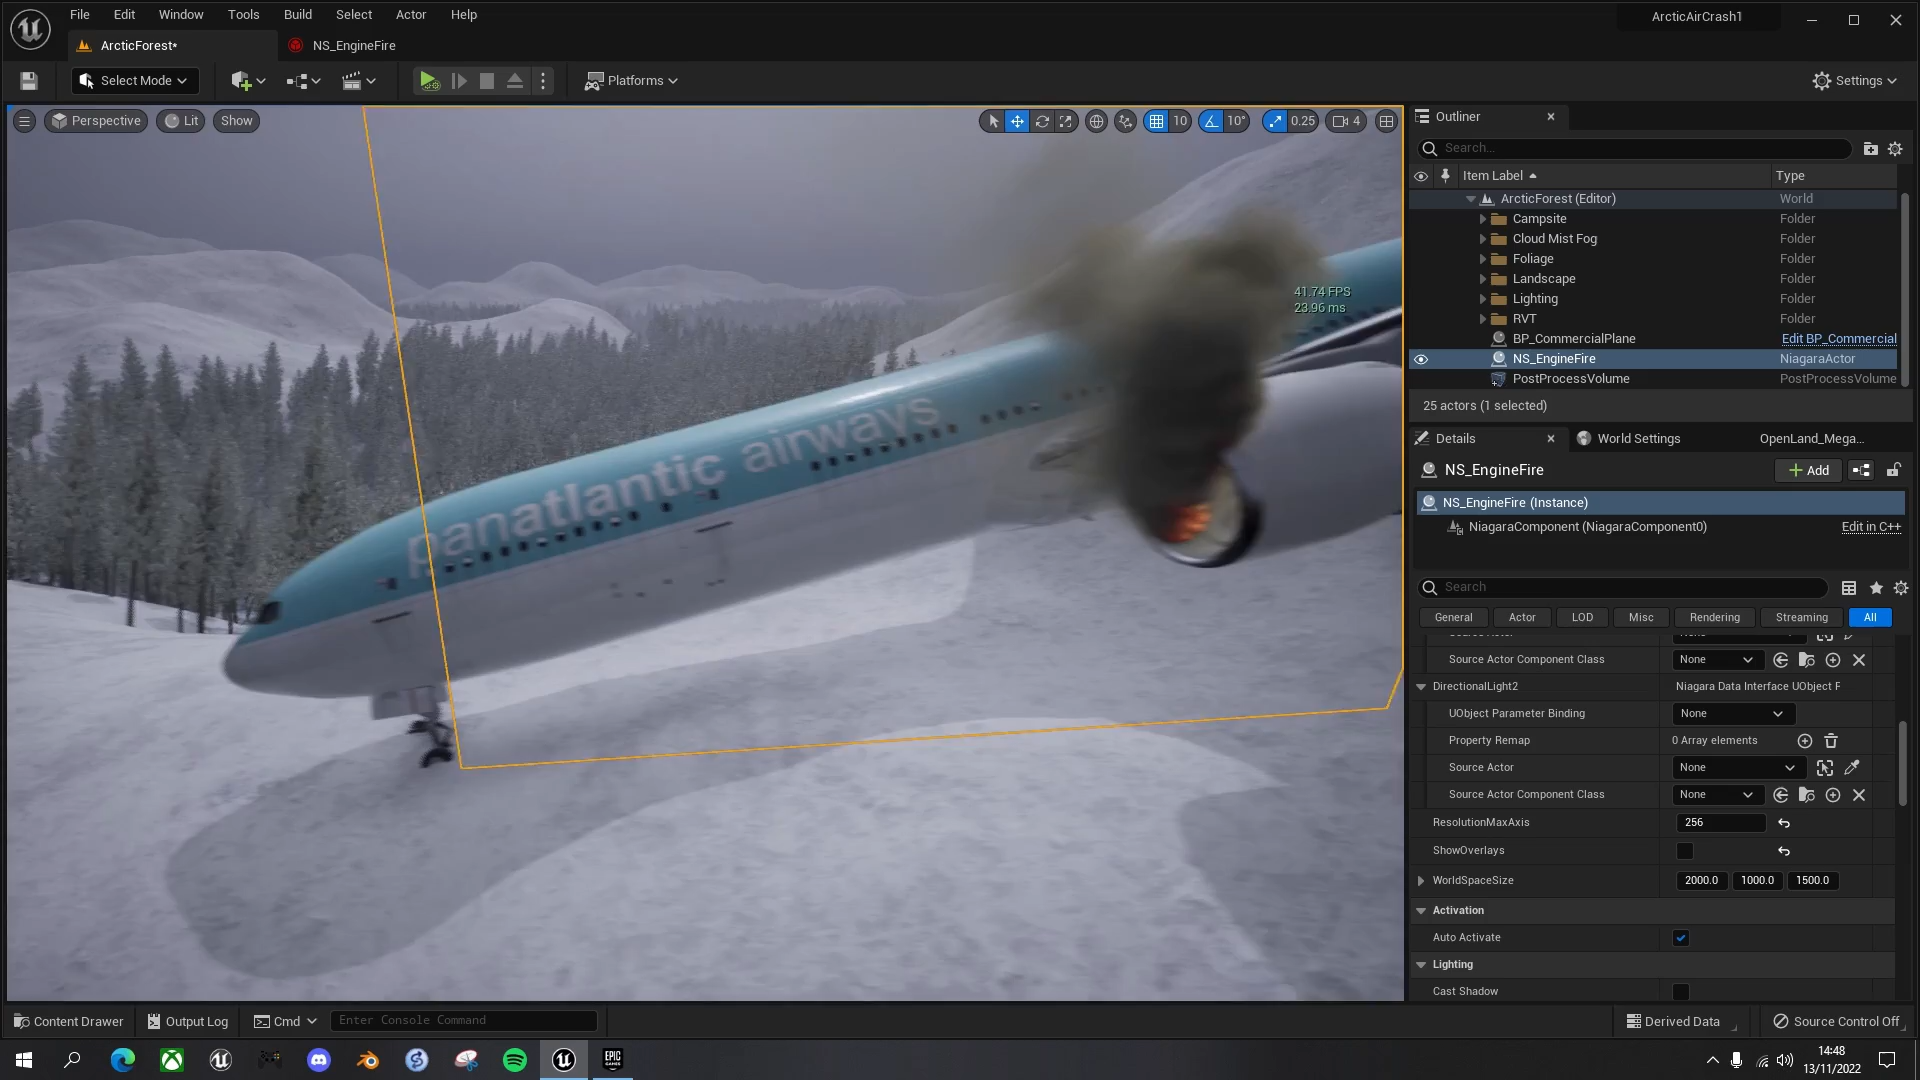 File Edit Window Tools Build Select Actor Help
ArcticAirCrash1
ArcticForest*
NS_EngineFire
Select Mode
Platforms
Settings
Perspective
Lit
Show
10
10°
0.25
4
41.74 FPS
23.96 ms
panatlantic airways
Outliner
Search...
Item Label
Type
ArcticForest (Editor)
World
Campsite
Folder
Cloud Mist Fog
Folder
Foliage
Folder
Landscape
Folder
Lighting
Folder
RVT
Folder
BP_CommercialPlane
Edit BP_Commercial
NS_EngineFire
NiagaraActor
PostProcessVolume
PostProcessVolume
25 actors (1 selected)
Details
World Settings
OpenLand_Mega...
NS_EngineFire
Add
NS_EngineFire (Instance)
NiagaraComponent (NiagaraComponent0)
Edit in C++
Search
General
Actor
LOD
Misc
Rendering
Streaming
All
Source Actor Component Class
None
DirectionalLight2
Niagara Data Interface UObject P
UObject Parameter Binding
None
Property Remap
0 Array elements
Source Actor
None
Source Actor Component Class
None
ResolutionMaxAxis
256
ShowOverlays
WorldSpaceSize
2000.0
1000.0
1500.0
Activation
Auto Activate
Lighting
Cast Shadow
Content Drawer
Output Log
Cmd
Enter Console Command
Derived Data
Source Control Off
EPIC
GAMES
14:48
13/11/2022